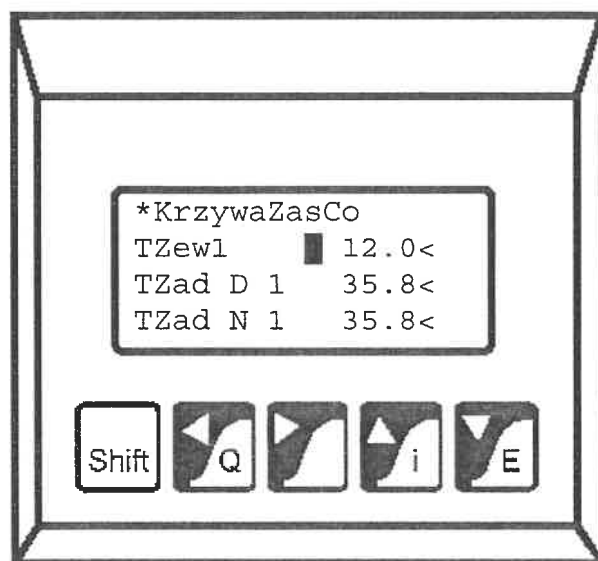 *KrzywaZasCo
TZew1 12.0<
TZad D 1 35.8<
TZad N 1 35.8<
Shift Q i E